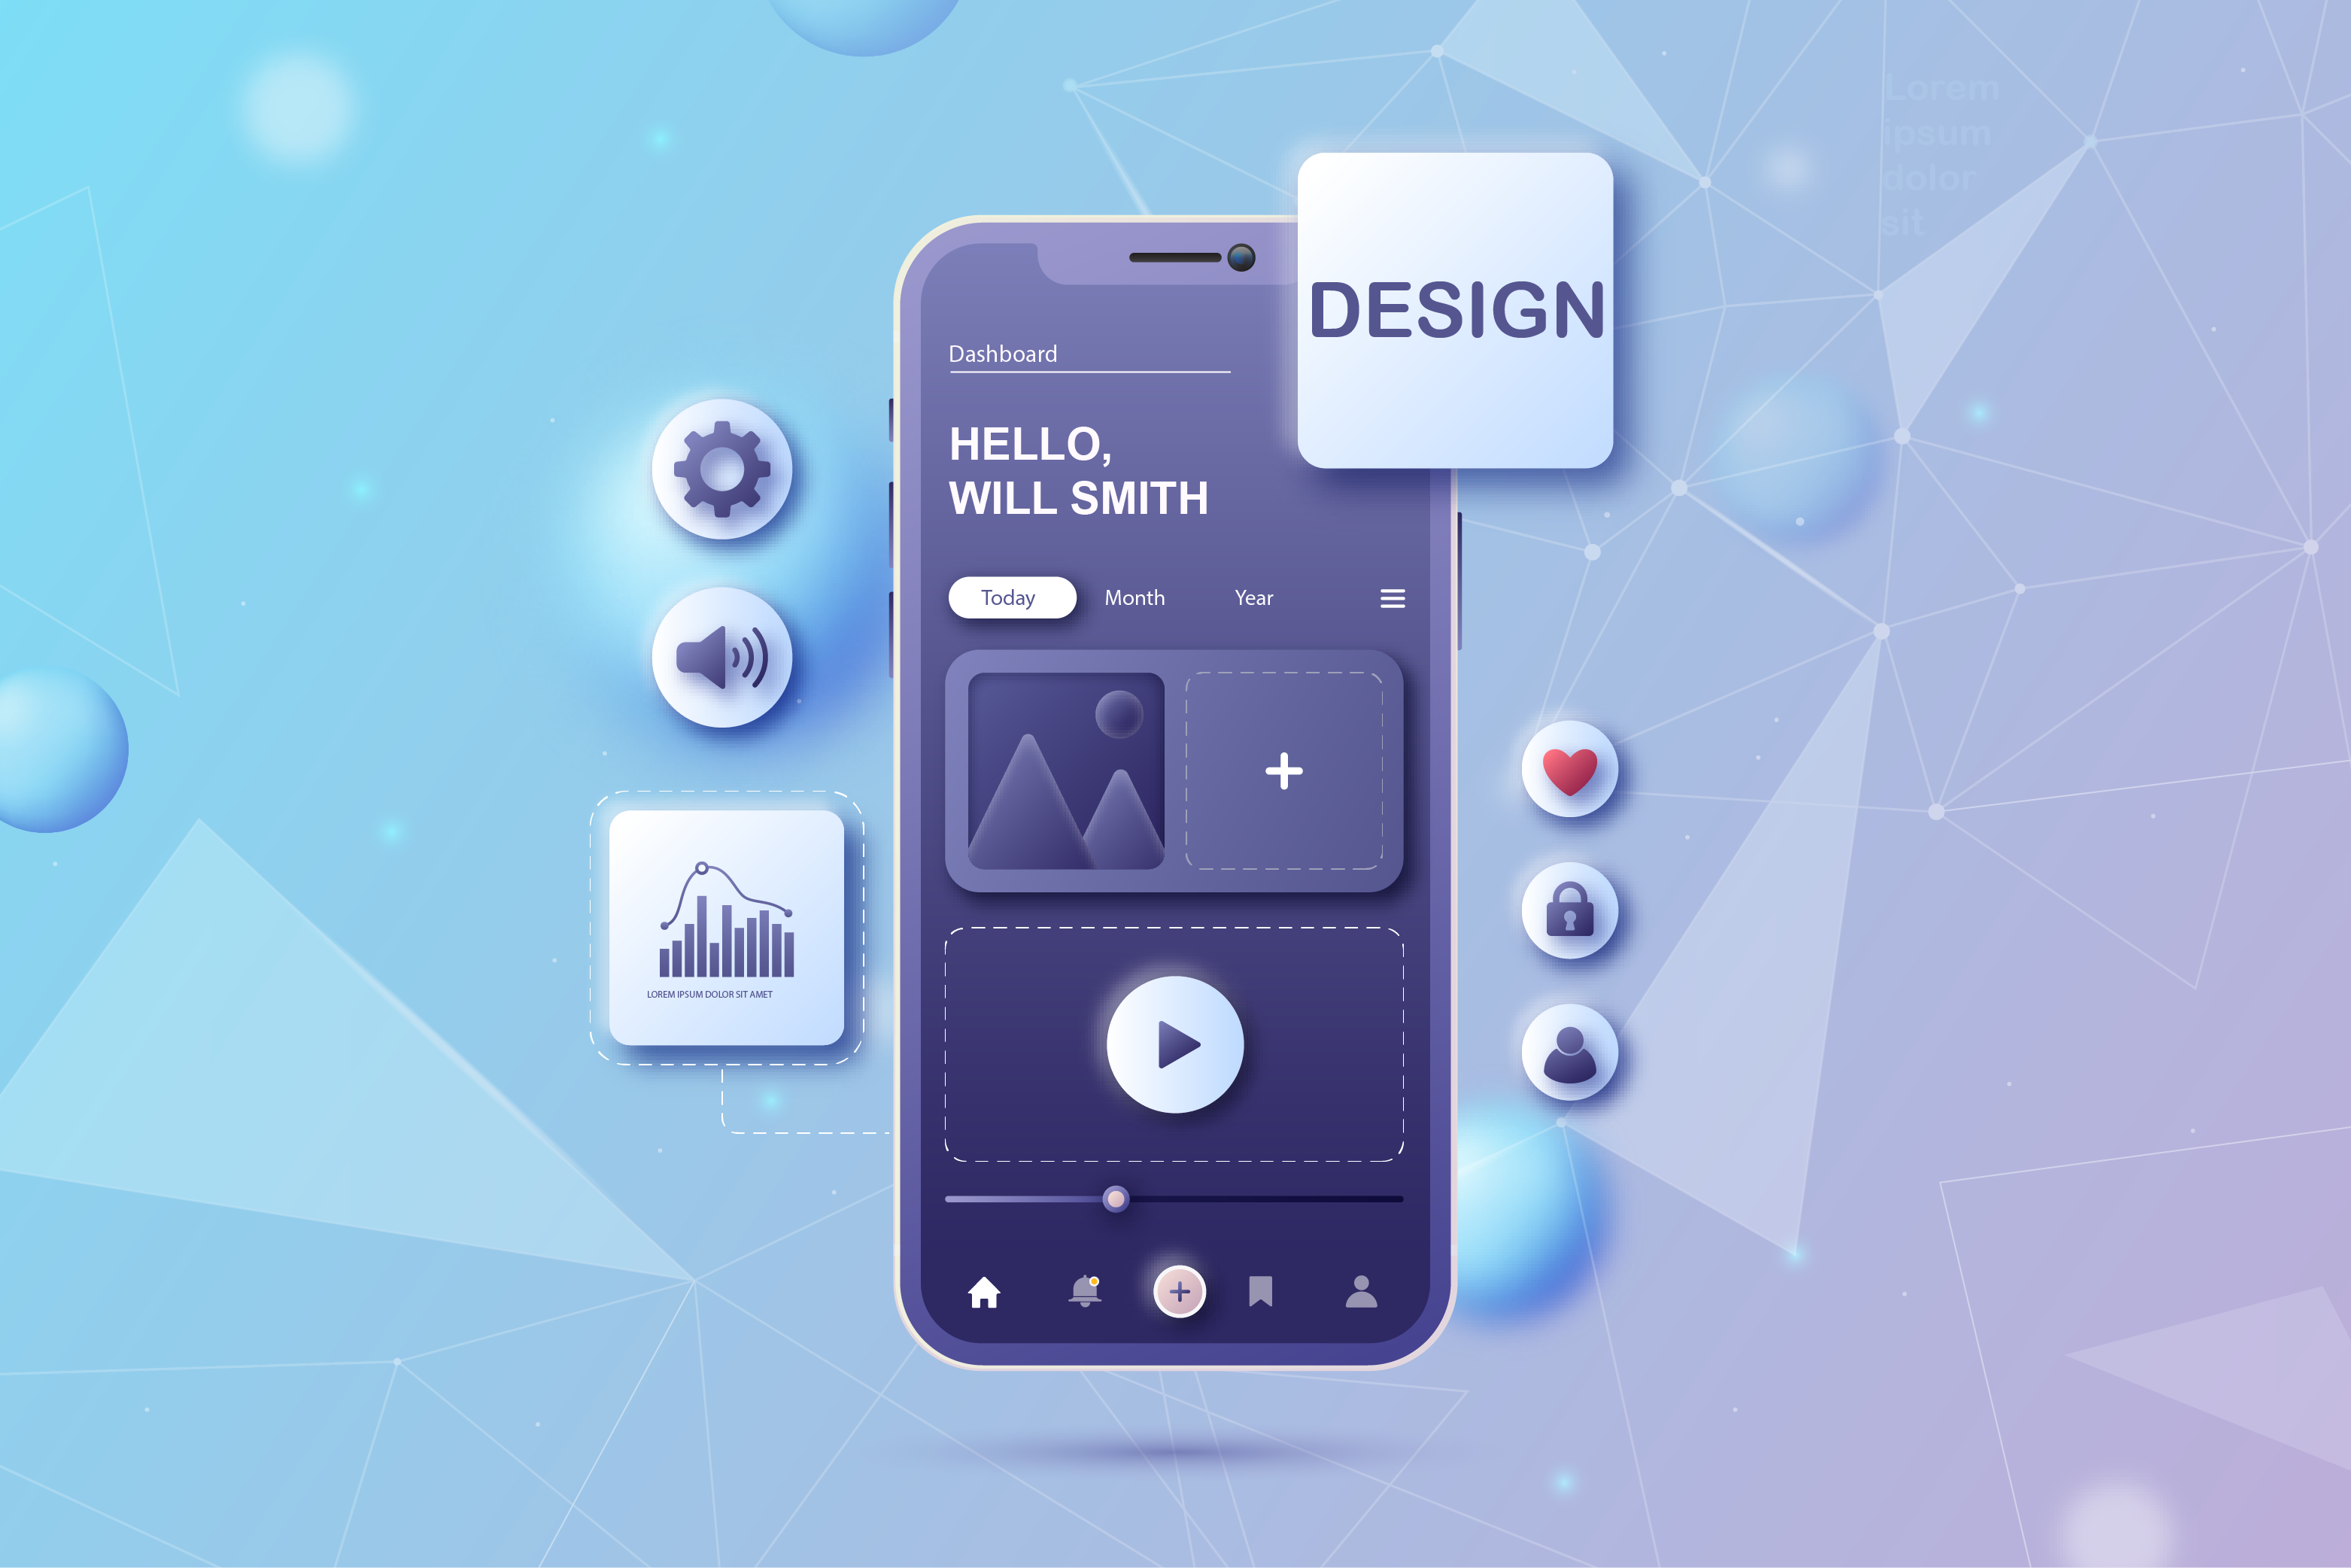 Lorem
ipsum
dolor
sit
DESIGN
Dashboard
HELLO,
WILL SMITH
Today Month Year
LOREM IPSUM DOLOR SIT AMET